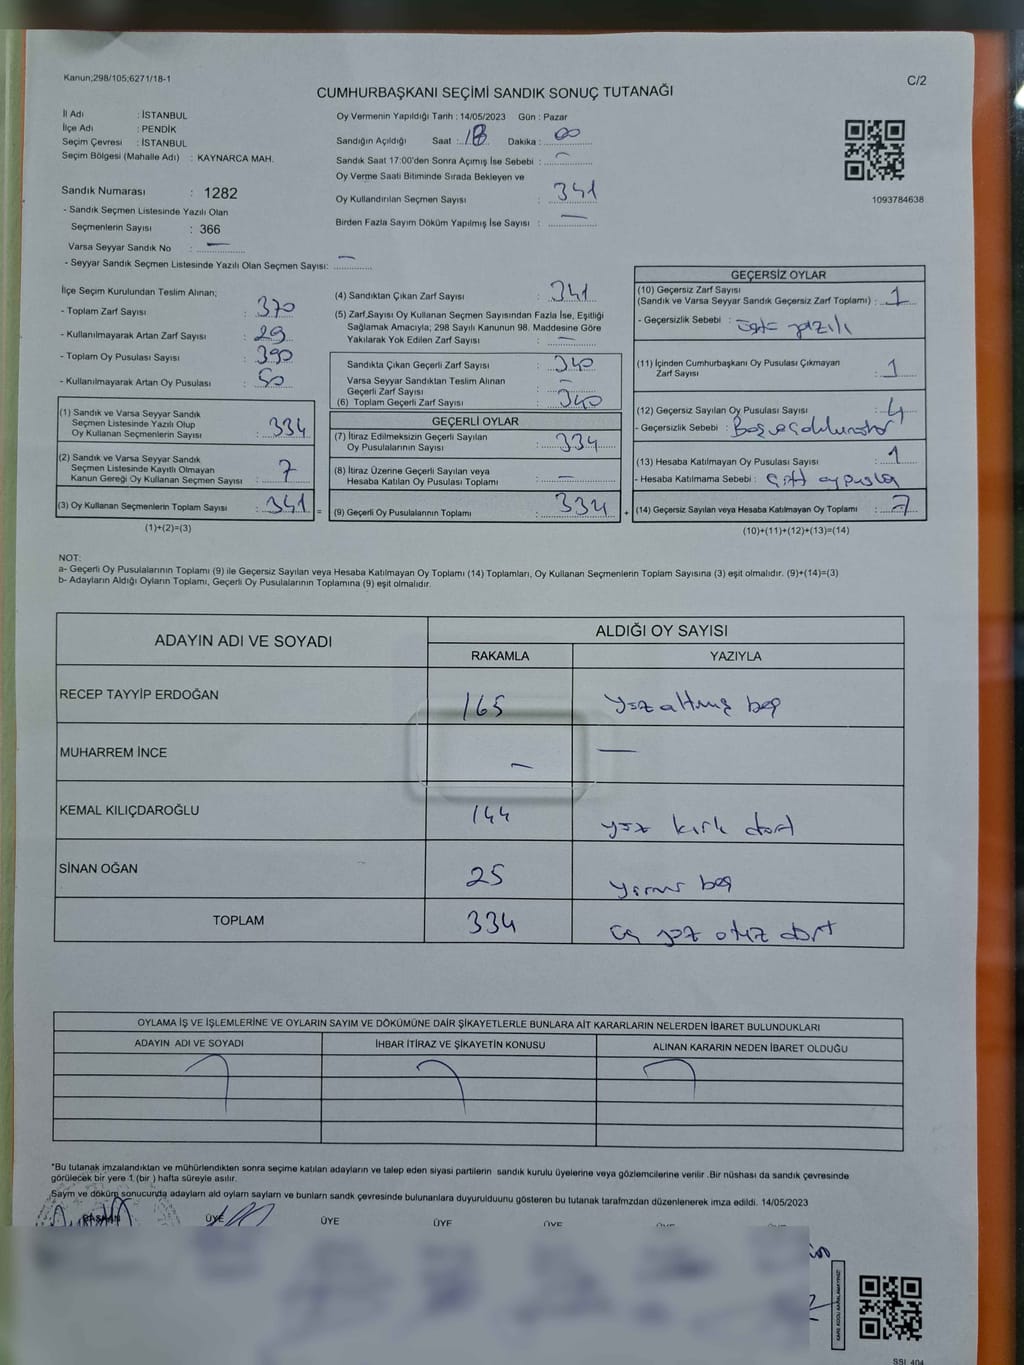 Kanun;298/105;6271/18-1
C/2
CUMHURBAŞKANI SEÇİMİ SANDIK SONUÇ TUTANAĞI
İl Adı : İSTANBUL
İlçe Adı : PENDİK
Seçim Çevresi : İSTANBUL
Seçim Bölgesi (Mahalle Adı) : KAYNARCA MAH.
Sandık Numarası : 1282
- Sandık Seçmen Listesinde Yazılı Olan
Seçmenlerin Sayısı : 366
Varsa Seyyar Sandık No : —
- Seyyar Sandık Seçmen Listesinde Yazılı Olan Seçmen Sayısı: —
Oy Vermenin Yapıldığı Tarih : 14/05/2023 Gün : Pazar
Sandığın Açıldığı Saat : 18 Dakika : 00
Sandık Saat 17:00'den Sonra Açımış İse Sebebi : —
Oy Verme Saati Bitiminde Sırada Bekleyen ve
Oy Kullandırılan Seçmen Sayısı : 341
Birden Fazla Sayım Döküm Yapılmış İse Sayısı : —
1093784638
İlçe Seçim Kurulundan Teslim Alınan;
- Toplam Zarf Sayısı : 370
- Kullanılmayarak Artan Zarf Sayısı : 29
- Toplam Oy Pusulası Sayısı : 390
- Kullanılmayarak Artan Oy Pusulası : 50
(1) Sandık ve Varsa Seyyar Sandık
Seçmen Listesinde Yazılı Olup
Oy Kullanan Seçmenlerin Sayısı : 334
(2) Sandık ve Varsa Seyyar Sandık
Seçmen Listesinde Kayıtlı Olmayan
Kanun Gereği Oy Kullanan Seçmen Sayısı : 7
(3) Oy Kullanan Seçmenlerin Toplam Sayısı : 341 =
(1)+(2)=(3)
(4) Sandıktan Çıkan Zarf Sayısı : 341
(5) Zarf Sayısı Oy Kullanan Seçmen Sayısından Fazla İse, Eşitliği
Sağlamak Amacıyla; 298 Sayılı Kanunun 98. Maddesine Göre
Yakılarak Yok Edilen Zarf Sayısı : —
Sandıkta Çıkan Geçerli Zarf Sayısı : 340
Varsa Seyyar Sandıktan Teslim Alınan
Geçerli Zarf Sayısı : —
(6) Toplam Geçerli Zarf Sayısı : 340
GEÇERLİ OYLAR
(7) İtiraz Edilmeksizin Geçerli Sayılan
Oy Pusulalarının Sayısı : 334
(8) İtiraz Üzerine Geçerli Sayılan veya
Hesaba Katılan Oy Pusulası Toplamı : —
(9) Geçerli Oy Pusulalarının Toplamı : 334 +
GEÇERSİZ OYLAR
(10) Geçersiz Zarf Sayısı
(Sandık ve Varsa Seyyar Sandık Geçersiz Zarf Toplamı) : 1
- Geçersizlik Sebebi : üstü yazılı
(11) İçinden Cumhurbaşkanı Oy Pusulası Çıkmayan
Zarf Sayısı : 1
(12) Geçersiz Sayılan Oy Pusulası Sayısı : 4
- Geçersizlik Sebebi :
(13) Hesaba Katılmayan Oy Pusulası Sayısı : 1
- Hesaba Katılmama Sebebi : Çift oy pusula
(14) Geçersiz Sayılan veya Hesaba Katılmayan Oy Toplamı : 7
(10)+(11)+(12)+(13)=(14)
NOT:
a- Geçerli Oy Pusulalarının Toplamı (9) ile Geçersiz Sayılan veya Hesaba Katılmayan Oy Toplamı (14) Toplamları, Oy Kullanan Seçmenlerin Toplam Sayısına (3) eşit olmalıdır. (9)+(14)=(3)
b- Adayların Aldığı Oyların Toplamı, Geçerli Oy Pusulalarının Toplamına (9) eşit olmalıdır.
ADAYIN ADI VE SOYADI ALDIĞI OY SAYISI
RAKAMLA YAZIYLA
RECEP TAYYİP ERDOĞAN 165 yüz altmış beş
MUHARREM İNCE — —
KEMAL KILIÇDAROĞLU 144 yüz kırk dört
SİNAN OĞAN 25 yirmi beş
TOPLAM 334 üç yüz otuz dört
OYLAMA İŞ VE İŞLEMLERİNE VE OYLARIN SAYIM VE DÖKÜMÜNE DAİR ŞİKAYETLERLE BUNLARA AİT KARARLARIN NELERDEN İBARET BULUNDUKLARI
ADAYIN ADI VE SOYADI İHBAR İTİRAZ VE ŞİKAYETİN KONUSU ALINAN KARARIN NEDEN İBARET OLDUĞU
*Bu tutanak imzalandıktan ve mühürlendikten sonra seçime katılan adayların ve talep eden siyasi partilerin sandık kurulu üyelerine veya gözlemcilerine verilir .Bir nüshası da sandık çevresinde
görülecek bir yere 1 (bir ) hafta süreyle asılır.
Sayım ve döküm sonucunda adayların ald oyların sayların ve bunların sandk çevresinde bulunanlara duyurulduunu gösteren bu tutanak tarafmzdan düzenlenerek imza edildi. 14/05/2023
BAŞKAN ÜYE ÜYE ÜYE ÜYE
SSI 404